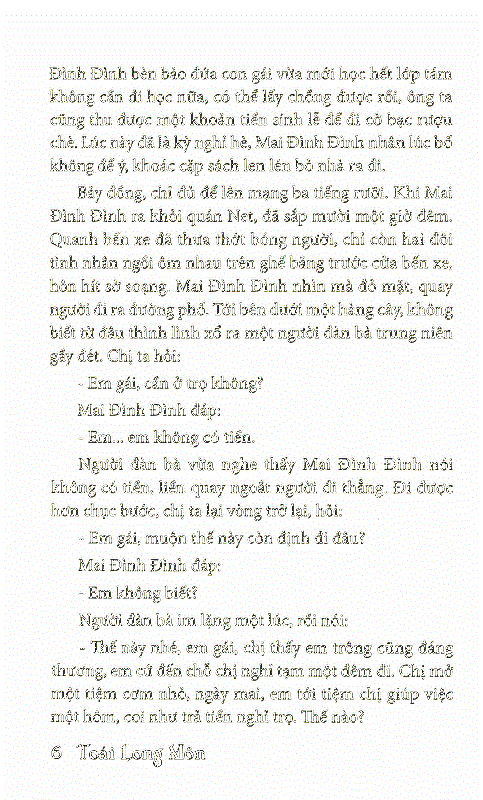 Đình Đình bèn bảo đứa con gái vừa mới học hết lớp tám
không cần đi học nữa, có thể lấy chồng được rồi, ông ta
cũng thu được một khoản tiền sính lễ để đi cờ bạc rượu
chè. Lúc này đã là kỳ nghỉ hè, Mai Đình Đình nhân lúc bố
không để ý, khoác cặp sách len lén bỏ nhà ra đi.
Bảy đồng, chỉ đủ để lên mạng ba tiếng rưỡi. Khi Mai
Đình Đình ra khỏi quán Net, đã sắp mười một giờ đêm.
Quanh bến xe đã thưa thớt bóng người, chỉ còn hai đôi
tình nhân ngồi ôm nhau trên ghế băng trước cửa bến xe,
hôn hít sờ soạng. Mai Đình Đình nhìn mà đỏ mặt, quay
người đi ra đường phố. Tới bên dưới một hàng cây, không
biết từ đâu thình lình xổ ra một người đàn bà trung niên
gầy đét. Chị ta hỏi:
- Em gái, cần ở trọ không?
Mai Đình Đình đáp:
- Em... em không có tiền.
Người đàn bà vừa nghe thấy Mai Đình Đình nói
không có tiền, liền quay ngoắt người đi thẳng. Đi được
hơn chục bước, chị ta lại vòng trở lại, hỏi:
- Em gái, muộn thế này còn định đi đâu?
Mai Đình Đình đáp:
- Em không biết?
Người đàn bà im lặng một lúc, rồi nói:
- Thế này nhé, em gái, chị thấy em trông cũng đáng
thương, em cứ đến chỗ chị nghỉ tạm một đêm đi. Chị mở
một tiệm cơm nhỏ, ngày mai, em tới tiệm chị giúp việc
một hôm, coi như trả tiền nghỉ trọ. Thế nào?
6 Toái Long Môn